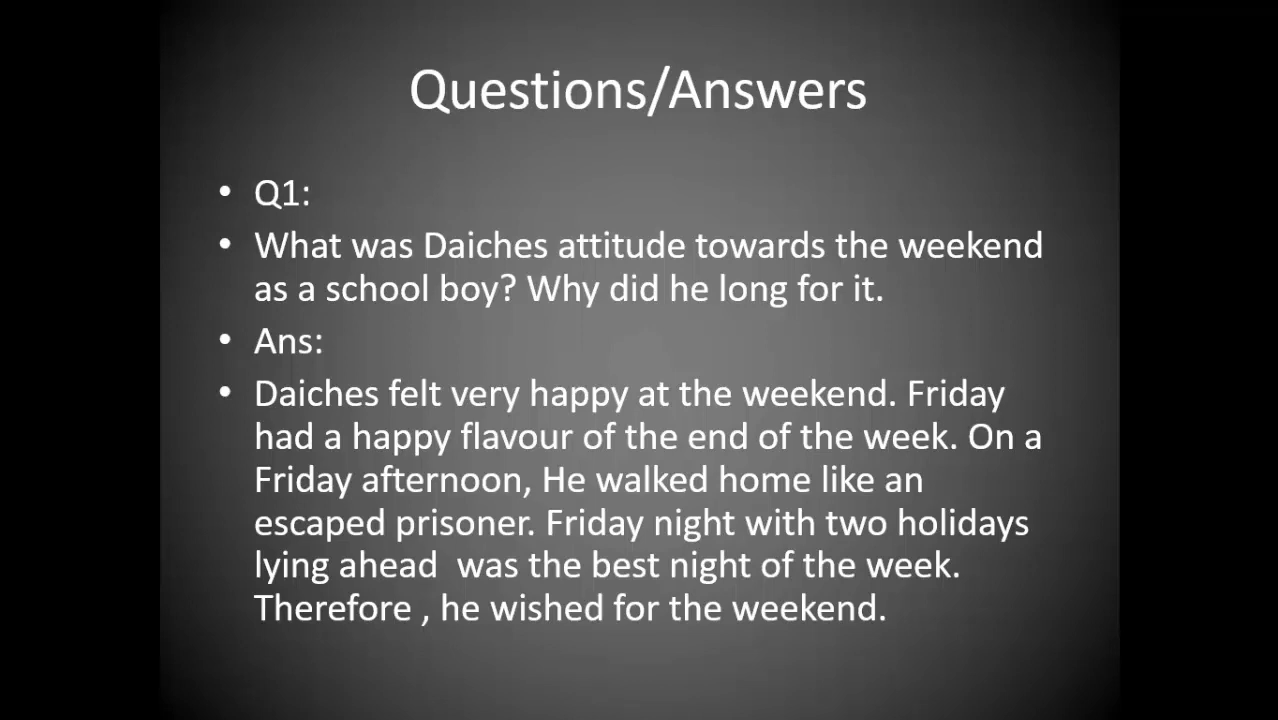 Questions/Answers
• Q1:
• What was Daiches attitude towards the weekend
as a school boy? Why did he long for it.
• Ans:
• Daiches felt very happy at the weekend. Friday
had a happy flavour of the end of the week. On a
Friday afternoon, He walked home like an
escaped prisoner. Friday night with two holidays
lying ahead  was the best night of the week.
Therefore , he wished for the weekend.